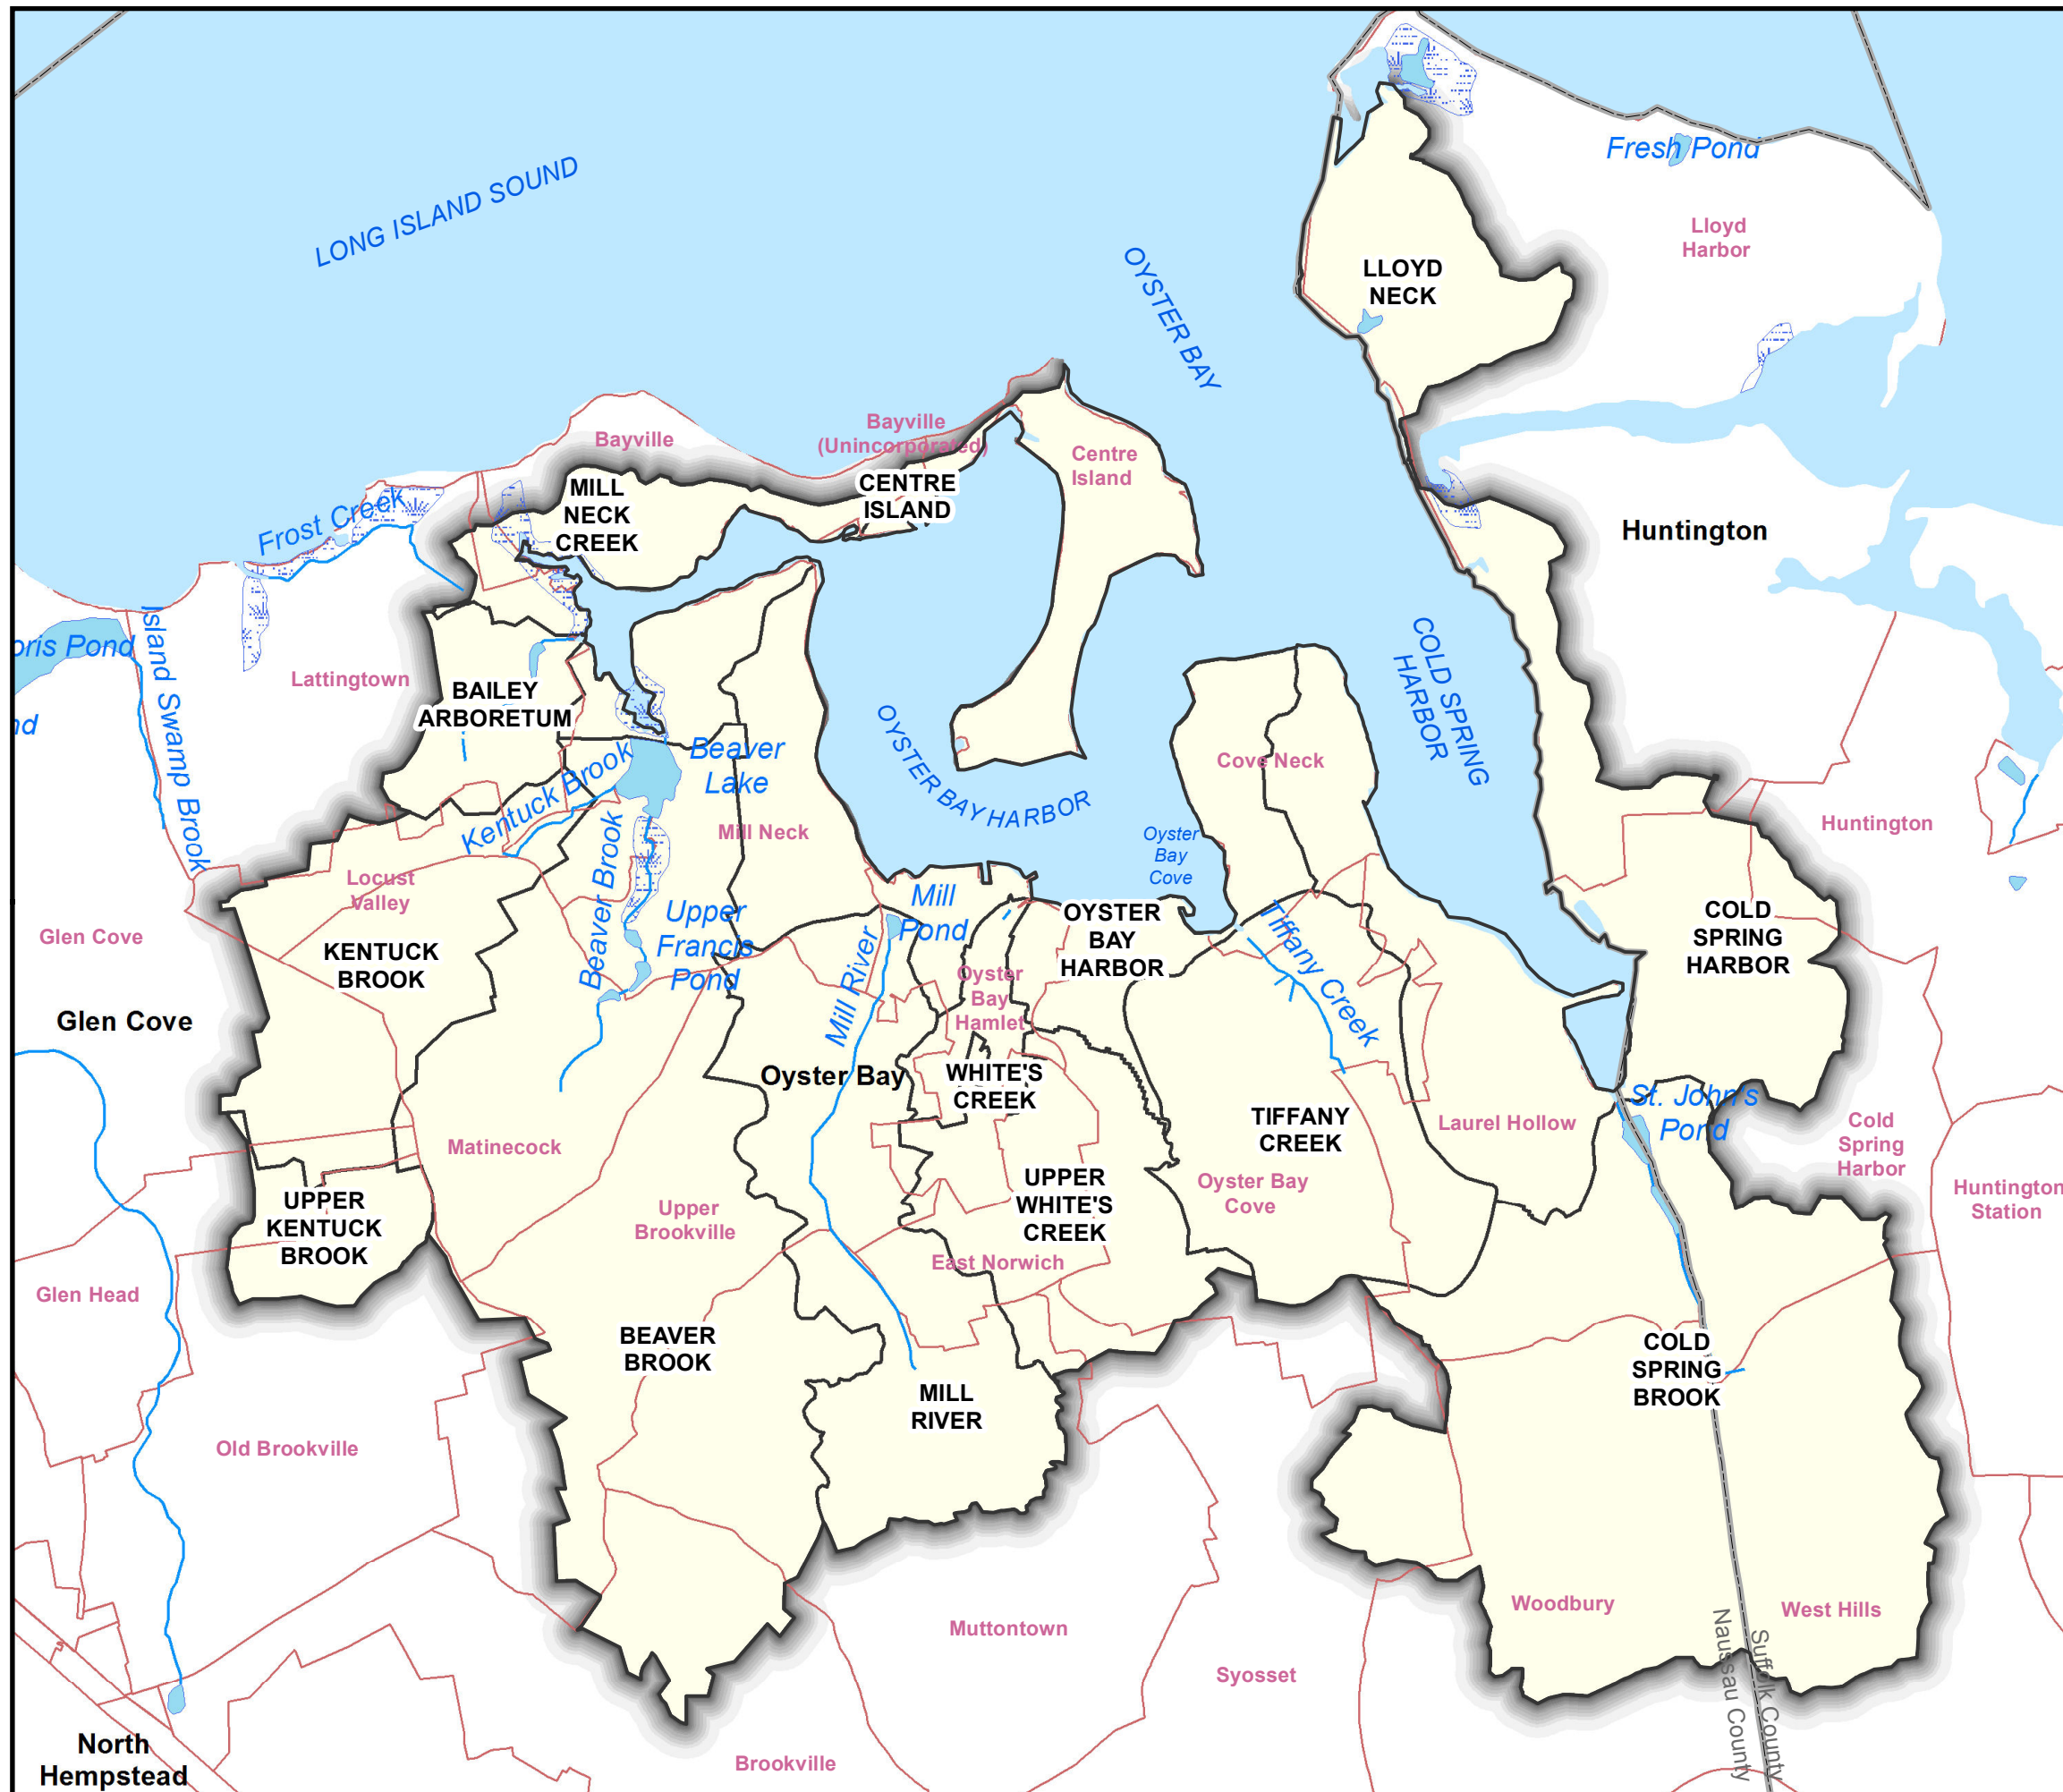 Fresh Pond
LONG ISLAND SOUND
Lloyd
Harbor
OYSTER BAY
LLOYD
NECK
Bayville
Bayville
(Unincorporated)
Centre
Island
CENTRE
ISLAND
MILL
NECK
CREEK
Frost Creek
Huntington
oris Pond
Island Swamp Brook
Lattingtown
BAILEY
ARBORETUM
nd
COLD SPRING
HARBOR
Beaver
Lake
OYSTER BAY HARBOR
Cove Neck
Kentuck Brook
Mill Neck
Oyster
Bay
Cove
Huntington
Locust
Valley
Beaver Brook
Mill
Pond
Upper
Francis
Pond
OYSTER
BAY
HARBOR
COLD
SPRING
HARBOR
Glen Cove
KENTUCK
BROOK
Mill River
Oyster
Bay
Hamlet
Tiffany Creek
Glen Cove
Oyster Bay
WHITE'S
CREEK
St. John's
Pond
TIFFANY
CREEK
Laurel Hollow
Cold
Spring
Harbor
Matinecock
UPPER
KENTUCK
BROOK
Upper
Brookville
UPPER
WHITE'S
CREEK
Oyster Bay
Cove
Huntington
Station
East Norwich
Glen Head
BEAVER
BROOK
COLD
SPRING
BROOK
MILL
RIVER
Old Brookville
Woodbury
West Hills
Muttontown
Syosset
Naussau County
Suffolk County
North
Hempstead
Brookville